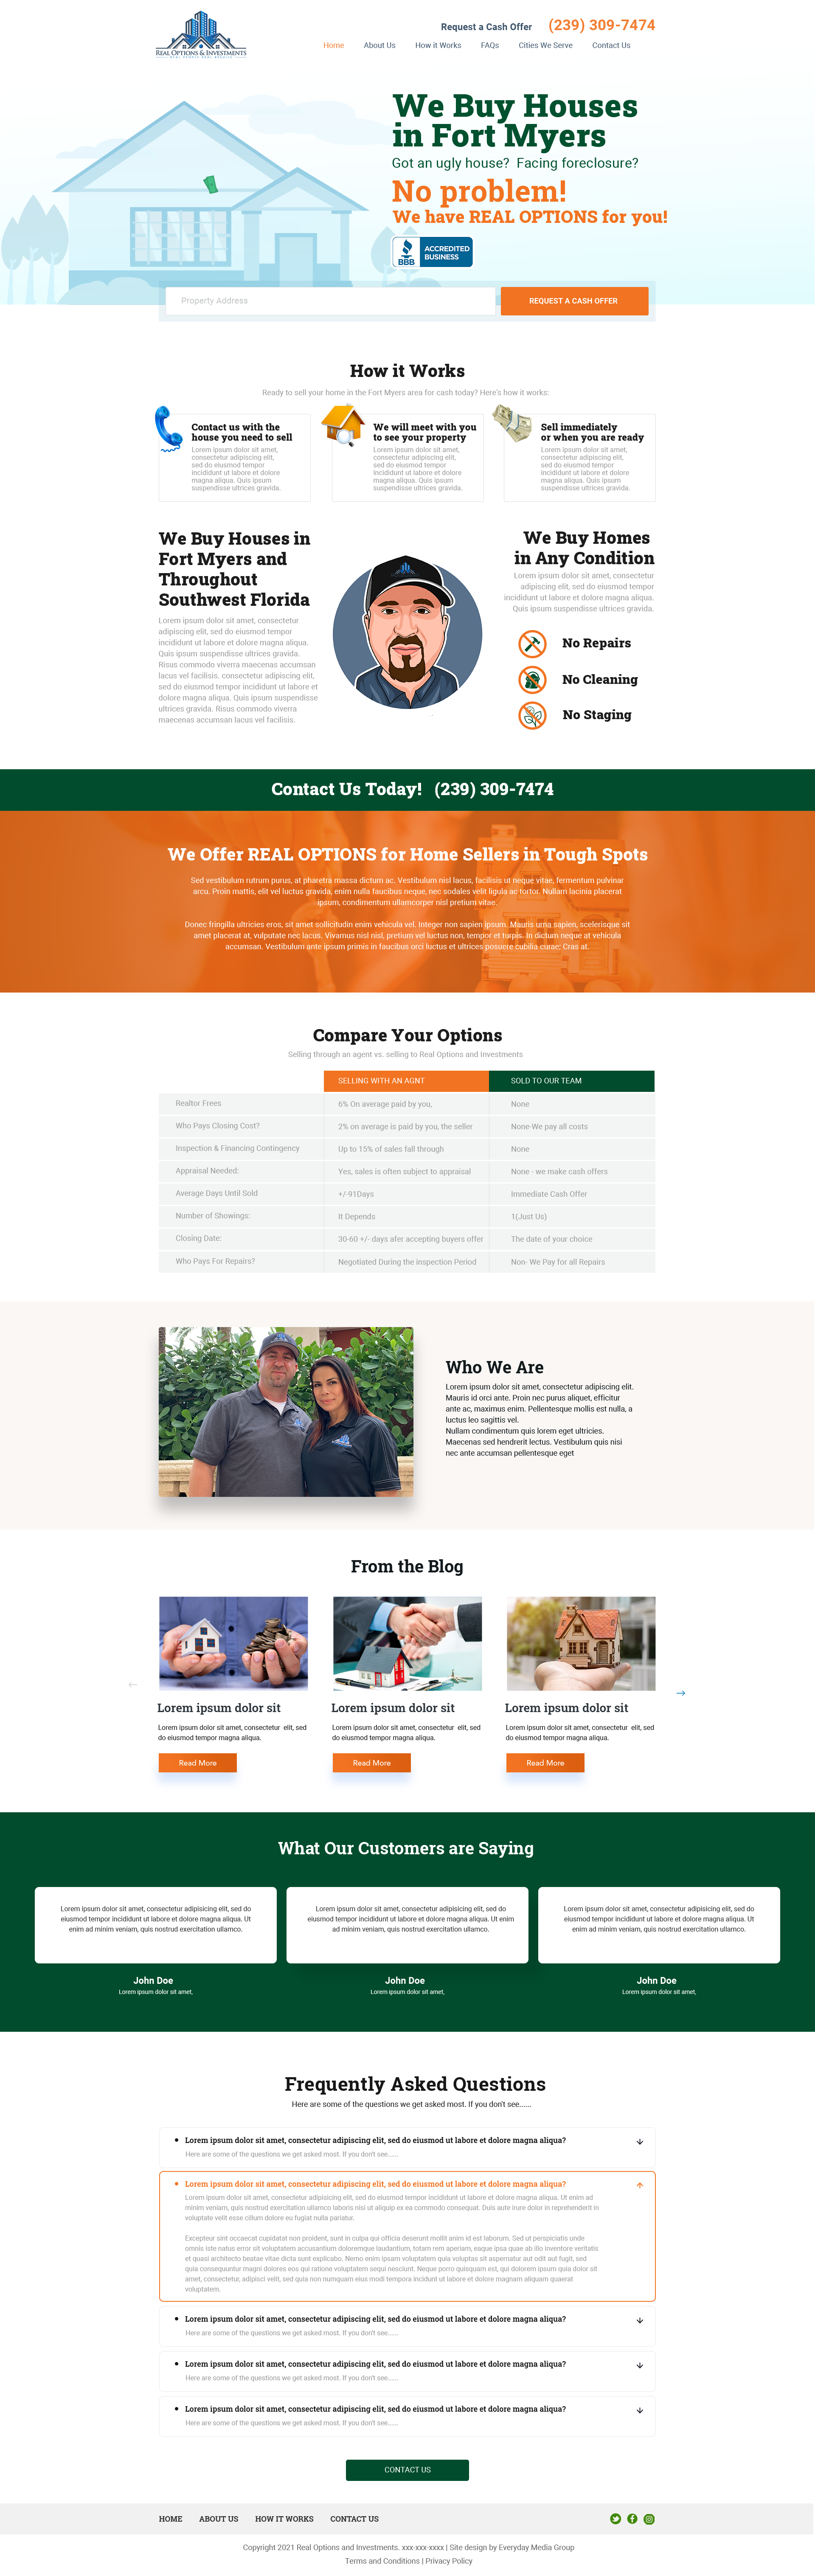 REAL OPTIONS & INVESTMENTS
REAL PEOPLE REAL RESULTS
Request a Cash Offer (239) 309-7474
Home About Us How it Works FAQs Cities We Serve Contact Us
We Buy Houses
in Fort Myers
Got an ugly house? Facing foreclosure?
No problem!
We have REAL OPTIONS for you!
BBB
ACCREDITED
BUSINESS
Property Address
REQUEST A CASH OFFER
How it Works
Ready to sell your home in the Fort Myers area for cash today? Here's how it works:
Contact us with the
house you need to sell
Lorem ipsum dolor sit amet,
consectetur adipiscing elit,
sed do eiusmod tempor
incididunt ut labore et dolore
magna aliqua. Quis ipsum
suspendisse ultrices gravida.
We will meet with you
to see your property
Lorem ipsum dolor sit amet,
consectetur adipiscing elit,
sed do eiusmod tempor
incididunt ut labore et dolore
magna aliqua. Quis ipsum
suspendisse ultrices gravida.
Sell immediately
or when you are ready
Lorem ipsum dolor sit amet,
consectetur adipiscing elit,
sed do eiusmod tempor
incididunt ut labore et dolore
magna aliqua. Quis ipsum
suspendisse ultrices gravida.
We Buy Houses in
Fort Myers and
Throughout
Southwest Florida
Lorem ipsum dolor sit amet, consectetur
adipiscing elit, sed do eiusmod tempor
incididunt ut labore et dolore magna aliqua.
Quis ipsum suspendisse ultrices gravida.
Risus commodo viverra maecenas accumsan
lacus vel facilisis. consectetur adipiscing elit,
sed do eiusmod tempor incididunt ut labore et
dolore magna aliqua. Quis ipsum suspendisse
ultrices gravida. Risus commodo viverra
maecenas accumsan lacus vel facilisis.
We Buy Homes
in Any Condition
Lorem ipsum dolor sit amet, consectetur
adipiscing elit, sed do eiusmod tempor
incididunt ut labore et dolore magna aliqua.
Quis ipsum suspendisse ultrices gravida.
No Repairs
No Cleaning
No Staging
Contact Us Today! (239) 309-7474
We Offer REAL OPTIONS for Home Sellers in Tough Spots
Sed vestibulum rutrum purus, at pharetra massa dictum ac. Vestibulum nisl lacus, facilisis ut neque vitae, fermentum pulvinar
arcu. Proin mattis, elit vel luctus gravida, enim nulla faucibus neque, nec sodales velit ligula ac tortor. Nullam lacinia placerat
ipsum, condimentum ullamcorper nisl pretium vitae.
Donec fringilla ultricies eros, sit amet sollicitudin enim vehicula vel. Integer non sapien ipsum. Mauris urna sapien, scelerisque sit
amet placerat at, vulputate nec lacus. Vivamus nisl nisl, pretium vel luctus non, tempor et turpis. In dictum neque at vehicula
accumsan. Vestibulum ante ipsum primis in faucibus orci luctus et ultrices posuere cubilia curae; Cras at.
Compare Your Options
Selling through an agent vs. selling to Real Options and Investments
SELLING WITH AN AGNT SOLD TO OUR TEAM
Realtor Frees 6% On average paid by you, None
Who Pays Closing Cost? 2% on average is paid by you, the seller None-We pay all costs
Inspection & Financing Contingency Up to 15% of sales fall through None
Appraisal Needed: Yes, sales is often subject to appraisal None - we make cash offers
Average Days Until Sold +/-91Days Immediate Cash Offer
Number of Showings: It Depends 1(Just Us)
Closing Date: 30-60 +/- days afer accepting buyers offer The date of your choice
Who Pays For Repairs? Negotiated During the inspection Period Non- We Pay for all Repairs
Who We Are
Lorem ipsum dolor sit amet, consectetur adipiscing elit.
Mauris id orci ante. Proin nec purus aliquet, efficitur
ante ac, maximus enim. Pellentesque mollis est nulla, a
luctus leo sagittis vel.
Nullam condimentum quis lorem eget ultricies.
Maecenas sed hendrerit lectus. Vestibulum quis nisi
nec ante accumsan pellentesque eget
From the Blog
Lorem ipsum dolor sit
Lorem ipsum dolor sit amet, consectetur elit, sed
do eiusmod tempor magna aliqua.
Read More
Lorem ipsum dolor sit
Lorem ipsum dolor sit amet, consectetur elit, sed
do eiusmod tempor magna aliqua.
Read More
Lorem ipsum dolor sit
Lorem ipsum dolor sit amet, consectetur elit, sed
do eiusmod tempor magna aliqua.
Read More
What Our Customers are Saying
Lorem ipsum dolor sit amet, consectetur adipisicing elit, sed do
eiusmod tempor incididunt ut labore et dolore magna aliqua. Ut
enim ad minim veniam, quis nostrud exercitation ullamco.
John Doe
Lorem ipsum dolor sit amet,
Lorem ipsum dolor sit amet, consectetur adipisicing elit, sed do
eiusmod tempor incididunt ut labore et dolore magna aliqua. Ut enim
ad minim veniam, quis nostrud exercitation ullamco.
John Doe
Lorem ipsum dolor sit amet,
Lorem ipsum dolor sit amet, consectetur adipisicing elit, sed do
eiusmod tempor incididunt ut labore et dolore magna aliqua. Ut
enim ad minim veniam, quis nostrud exercitation ullamco.
John Doe
Lorem ipsum dolor sit amet,
Frequently Asked Questions
Here are some of the questions we get asked most. If you don't see......
Lorem ipsum dolor sit amet, consectetur adipiscing elit, sed do eiusmod ut labore et dolore magna aliqua?
Here are some of the questions we get asked most. If you don't see......
Lorem ipsum dolor sit amet, consectetur adipiscing elit, sed do eiusmod ut labore et dolore magna aliqua?
Lorem ipsum dolor sit amet, consectetur adipiscing elit, sed do eiusmod tempor incididunt ut labore et dolore magna aliqua. Ut enim ad
minim veniam, quis nostrud exercitation ullamco laboris nisi ut aliquip ex ea commodo consequat. Duis aute irure dolor in reprehenderit in
voluptate velit esse cillum dolore eu fugiat nulla pariatur.
Excepteur sint occaecat cupidatat non proident, sunt in culpa qui officia deserunt mollit anim id est laborum. Sed ut perspiciatis unde
omnis iste natus error sit voluptatem accusantium doloremque laudantium, totam rem aperiam, eaque ipsa quae ab illo inventore veritatis
et quasi architecto beatae vitae dicta sunt explicabo. Nemo enim ipsam voluptatem quia voluptas sit aspernatur aut odit aut fugit, sed
quia consequuntur magni dolores eos qui ratione voluptatem sequi nesciunt. Neque porro quisquam est, qui dolorem ipsum quia dolor sit
amet, consectetur, adipisci velit, sed quia non numquam eius modi tempora incidunt ut labore et dolore magnam aliquam quaerat
voluptatem.
Lorem ipsum dolor sit amet, consectetur adipiscing elit, sed do eiusmod ut labore et dolore magna aliqua?
Here are some of the questions we get asked most. If you don't see......
Lorem ipsum dolor sit amet, consectetur adipiscing elit, sed do eiusmod ut labore et dolore magna aliqua?
Here are some of the questions we get asked most. If you don't see......
Lorem ipsum dolor sit amet, consectetur adipiscing elit, sed do eiusmod ut labore et dolore magna aliqua?
Here are some of the questions we get asked most. If you don't see......
CONTACT US
HOME ABOUT US HOW IT WORKS CONTACT US
Copyright 2021 Real Options and Investments. xxx-xxx-xxxx | Site design by Everyday Media Group
Terms and Conditions | Privacy Policy